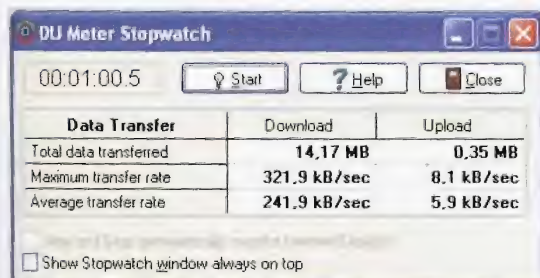 DU Meter Stopwatch
00:01:00.5 Start ? Help Close
Data Transfer Download Upload
Total data transferred 14,17 MB 0,35 MB
Maximum transfer rate 321,9 kB/sec 8,1 kB/sec
Average transfer rate 241,9 kB/sec 5,9 kB/sec
Show Stopwatch window always on top